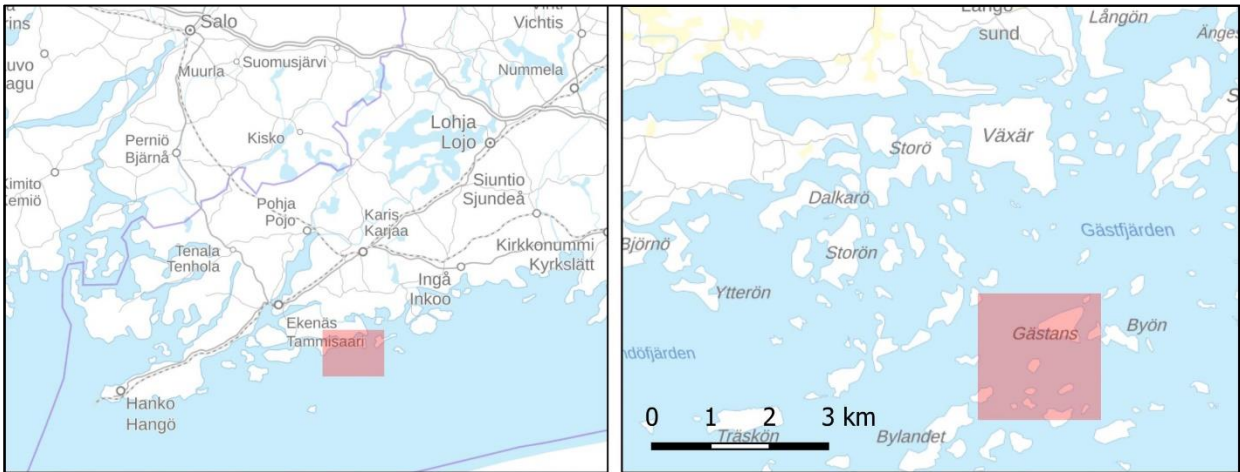 Salo
Vichtis
Muurla
Suomusjärvi
Nummela
Lohja
Lojo
Kisko
Perniö
Bjärnå
Siuntio
Sjundeå
Pohja
Pojo
Karis
Karjaa
Tenala
Tenhola
Kirkkonummi
Kyrkslätt
Ingå
Inkoo
Ekenäs
Tammisaari
Hanko
Hangö
sund
Långön
Växär
Storö
Dalkarö
Gästfjärden
Björnö
Storön
Ytterön
Gästans
Byön
ndöfjärden
0 1 2 3 km
Träskön
Bylandet